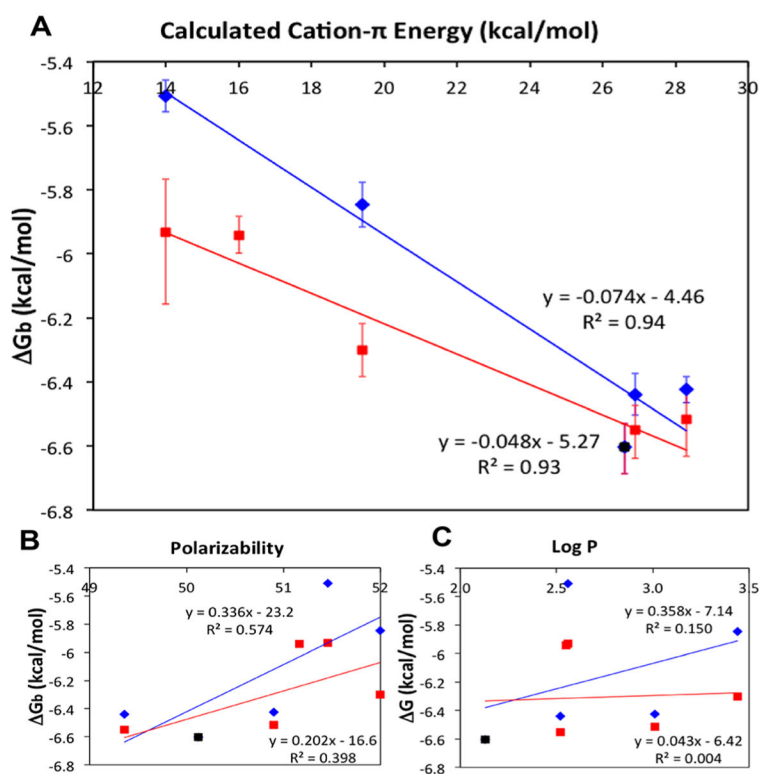 A
Calculated Cation-π Energy (kcal/mol)
-5.4
12 14 16 18 20 22 24 26 28 30
-5.6
-5.8
-6
-6.2
-6.4
-6.6
-6.8
ΔGb (kcal/mol)
y = -0.074x - 4.46
R² = 0.94
y = -0.048x - 5.27
R² = 0.93
B
Polarizability
-5.4
49 50 51 52
-5.6
-5.8
-6
-6.2
-6.4
-6.6
-6.8
ΔGb (kcal/mol)
y = 0.336x - 23.2
R² = 0.574
y = 0.202x - 16.6
R² = 0.398
C
Log P
-5.4
2.0 2.5 3.0 3.5
-5.6
-5.8
-6
-6.2
-6.4
-6.6
-6.8
ΔG (kcal/mol)
y = 0.358x - 7.14
R² = 0.150
y = 0.043x - 6.42
R² = 0.004